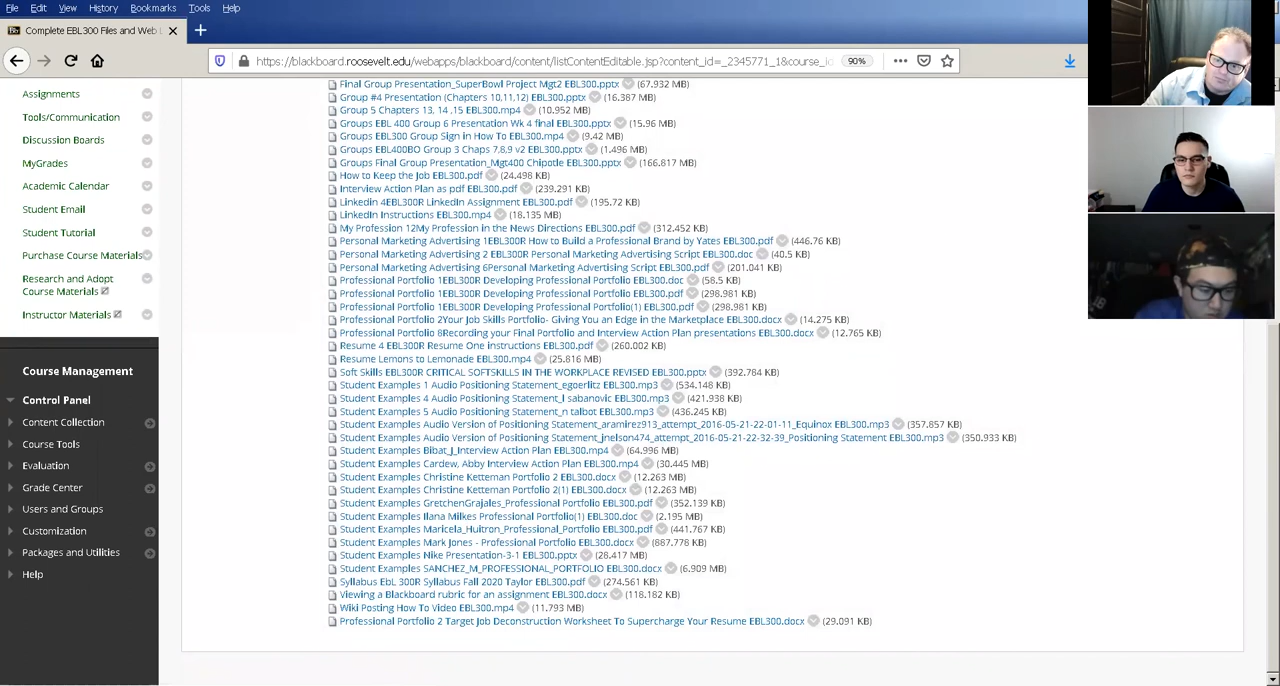 File Edit View History Bookmarks Tools Help
Complete EBL300 Files and Web L
https://blackboard.roosevelt.edu/webapps/blackboard/content/listContentEditable.jsp?content_id=_2345771_1&course_id 90%
Assignments
Tools/Communication
Discussion Boards
MyGrades
Academic Calendar
Student Email
Student Tutorial
Purchase Course Materials
Research and Adopt
Course Materials
Instructor Materials
Course Management
Control Panel
Content Collection
Course Tools
Evaluation
Grade Center
Users and Groups
Customization
Packages and Utilities
Help
Final Group Presentation_SuperBowl Project Mgt2 EBL300.pptx (67.932 MB)
Group #4 Presentation (Chapters 10,11,12) EBL300.pptx (16.387 MB)
Group 5 Chapters 13, 14 ,15 EBL300.mp4 (10.952 MB)
Groups EBL 400 Group 6 Presentation Wk 4 final EBL300.pptx (15.96 MB)
Groups EBL300 Group Sign in How To EBL300.mp4 (9.42 MB)
Groups EBL400BO Group 3 Chaps 7,8,9 v2 EBL300.pptx (1.496 MB)
Groups Final Group Presentation_Mgt400 Chipotle EBL300.pptx (166.817 MB)
How to Keep the Job EBL300.pdf (24.498 KB)
Interview Action Plan as pdf EBL300.pdf (239.291 KB)
Linkedin 4EBL300R LinkedIn Assignment EBL300.pdf (195.72 KB)
LinkedIn Instructions EBL300.mp4 (18.135 MB)
My Profession 12My Profession in the News Directions EBL300.pdf (312.452 KB)
Personal Marketing Advertising 1EBL300R How to Build a Professional Brand by Yates EBL300.pdf (446.76 KB)
Personal Marketing Advertising 2 EBL300R Personal Marketing Advertising Script EBL300.doc (40.5 KB)
Personal Marketing Advertising 6Personal Marketing Advertising Script EBL300.pdf (201.041 KB)
Professional Portfolio 1EBL300R Developing Professional Portfolio EBL300.doc (58.5 KB)
Professional Portfolio 1EBL300R Developing Professional Portfolio EBL300.pdf (298.981 KB)
Professional Portfolio 1EBL300R Developing Professional Portfolio(1) EBL300.pdf (298.981 KB)
Professional Portfolio 2Your Job Skills Portfolio- Giving You an Edge in the Marketplace EBL300.docx (14.275 KB)
Professional Portfolio 8Recording your Final Portfolio and Interview Action Plan presentations EBL300.docx (12.765 KB)
Resume 4 EBL300R Resume One instructions EBL300.pdf (260.002 KB)
Resume Lemons to Lemonade EBL300.mp4 (25.816 MB)
Soft Skills EBL300R CRITICAL SOFTSKILLS IN THE WORKPLACE REVISED EBL300.pptx (392.784 KB)
Student Examples 1 Audio Positioning Statement_egoerlitz EBL300.mp3 (534.148 KB)
Student Examples 4 Audio Positioning Statement_l sabanovic EBL300.mp3 (421.938 KB)
Student Examples 5 Audio Positioning Statement_n talbot EBL300.mp3 (436.245 KB)
Student Examples Audio Version of Positioning Statement_aramirez913_attempt_2016-05-21-22-01-11_Equinox EBL300.mp3 (357.857 KB)
Student Examples Audio Version of Positioning Statement_jnelson474_attempt_2016-05-21-22-32-39_Positioning Statement EBL300.mp3 (350.933 KB)
Student Examples Bibat_J_Interview Action Plan EBL300.mp4 (64.996 MB)
Student Examples Cardew, Abby Interview Action Plan EBL300.mp4 (30.445 MB)
Student Examples Christine Ketteman Portfolio 2 EBL300.docx (12.263 MB)
Student Examples Christine Ketteman Portfolio 2(1) EBL300.docx (12.263 MB)
Student Examples GretchenGrajales_Professional Portfolio EBL300.pdf (352.139 KB)
Student Examples Ilana Milkes Professional Portfolio(1) EBL300.doc (2.195 MB)
Student Examples Maricela_Huitron_Professional_Portfolio EBL300.pdf (441.767 KB)
Student Examples Mark Jones - Professional Portfolio EBL300.docx (887.778 KB)
Student Examples Nike Presentation-3-1 EBL300.pptx (28.417 MB)
Student Examples SANCHEZ_M_PROFESSIONAL_PORTFOLIO EBL300.docx (6.909 MB)
Syllabus EbL 300R Syllabus Fall 2020 Taylor EBL300.pdf (274.561 KB)
Viewing a Blackboard rubric for an assignment EBL300.docx (118.182 KB)
Wiki Posting How To Video EBL300.mp4 (11.793 MB)
Professional Portfolio 2 Target Job Deconstruction Worksheet To Supercharge Your Resume EBL300.docx (29.091 KB)